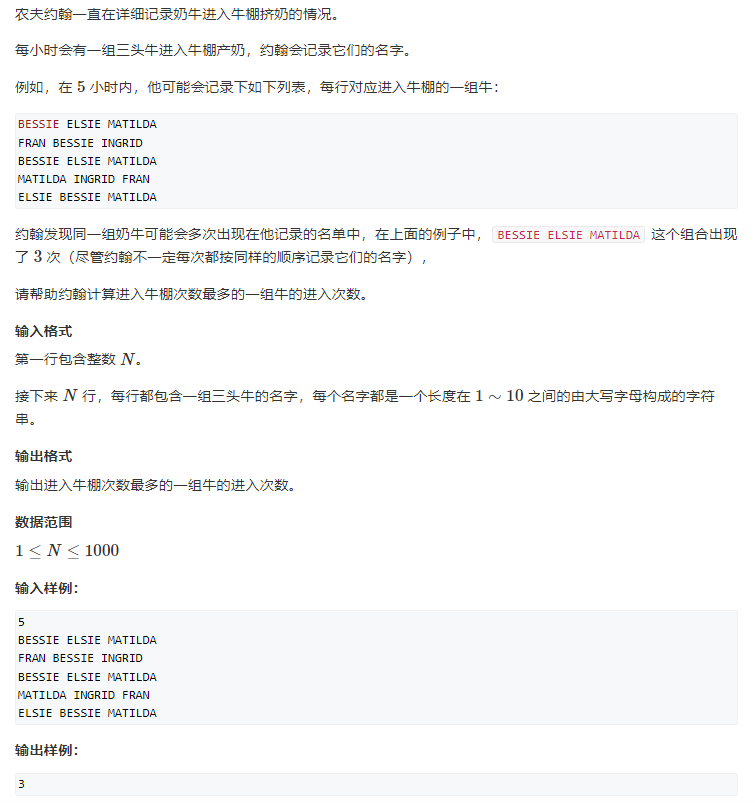 农夫约翰一直在详细记录奶牛进入牛棚挤奶的情况。
每小时会有一组三头牛进入牛棚产奶，约翰会记录它们的名字。
例如，在 5 小时内，他可能会记录下如下列表，每行对应进入牛棚的一组牛：
BESSIE ELSIE MATILDA
FRAN BESSIE INGRID
BESSIE ELSIE MATILDA
MATILDA INGRID FRAN
ELSIE BESSIE MATILDA
约翰发现同一组奶牛可能会多次出现在他记录的名单中，在上面的例子中， BESSIE ELSIE MATILDA 这个组合出现
了 3 次（尽管约翰不一定每次都按同样的顺序记录它们的名字），
请帮助约翰计算进入牛棚次数最多的一组牛的进入次数。
输入格式
第一行包含整数 N。
接下来 N 行，每行都包含一组三头牛的名字，每个名字都是一个长度在 1 ∼ 10 之间的由大写字母构成的字符
串。
输出格式
输出进入牛棚次数最多的一组牛的进入次数。
数据范围
1 ≤ N ≤ 1000
输入样例：
5
BESSIE ELSIE MATILDA
FRAN BESSIE INGRID
BESSIE ELSIE MATILDA
MATILDA INGRID FRAN
ELSIE BESSIE MATILDA
输出样例：
3